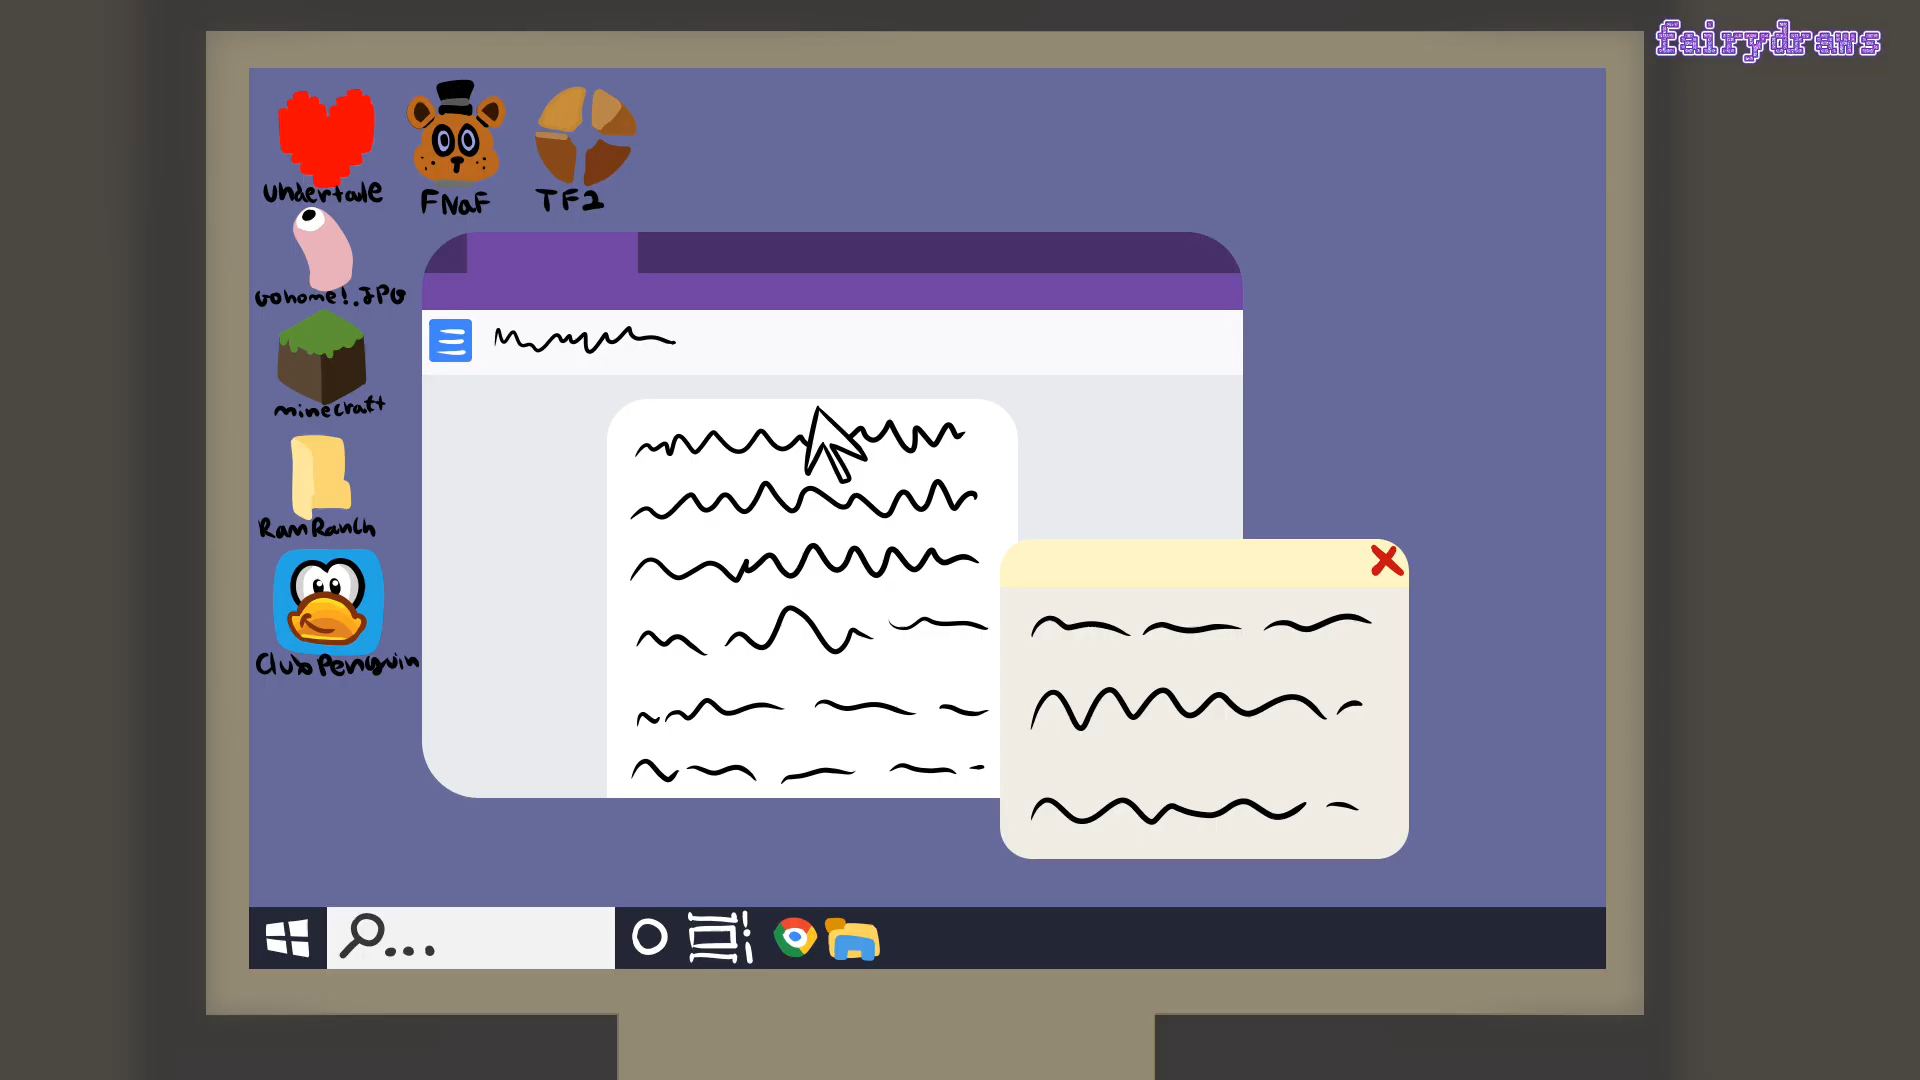 fairydraws
undertale
FNaF
TF2
Gohome!.JPG
minecraft
RamRanch
Club Penguin
...